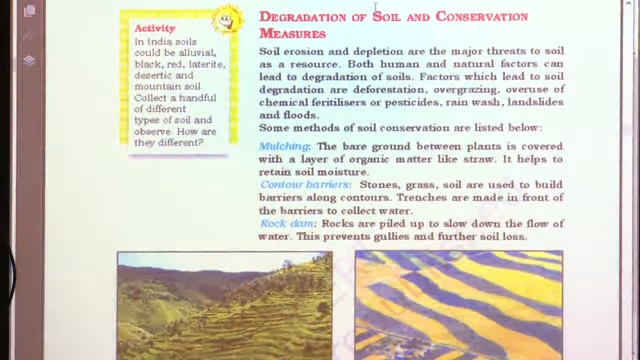 Activity
In India soils
could be alluvial,
black, red, laterite,
desertic and
mountain soil.
Collect a handful
of different
types of soil and
observe. How are
they different?
DEGRADATION OF SOIL AND CONSERVATION
MEASURES
Soil erosion and depletion are the major threats to soil
as a resource. Both human and natural factors can
lead to degradation of soils. Factors which lead to soil
degradation are deforestation, overgrazing, overuse of
chemical feritilisers or pesticides, rain wash, landslides
and floods.
Some methods of soil conservation are listed below:
Mulching: The bare ground between plants is covered
with a layer of organic matter like straw. It helps to
retain soil moisture.
Contour barriers: Stones, grass, soil are used to build
barriers along contours. Trenches are made in front of
the barriers to collect water.
Rock dam: Rocks are piled up to slow down the flow of
water. This prevents gullies and further soil loss.